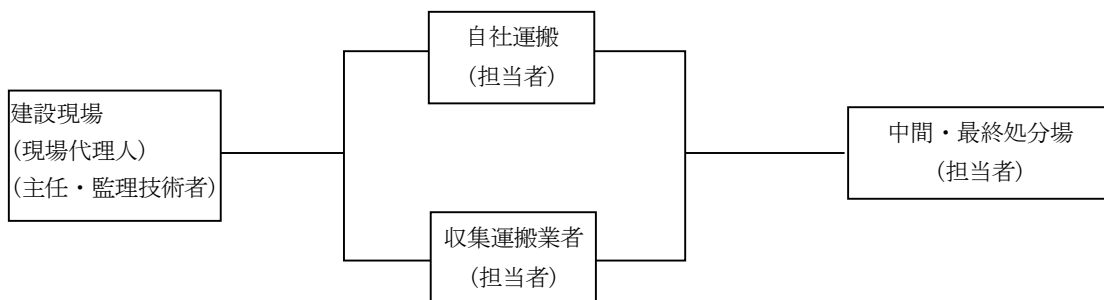 自社運搬
(担当者)
建設現場
(現場代理人)
(主任・監理技術者)
中間・最終処分場
(担当者)
収集運搬業者
(担当者)